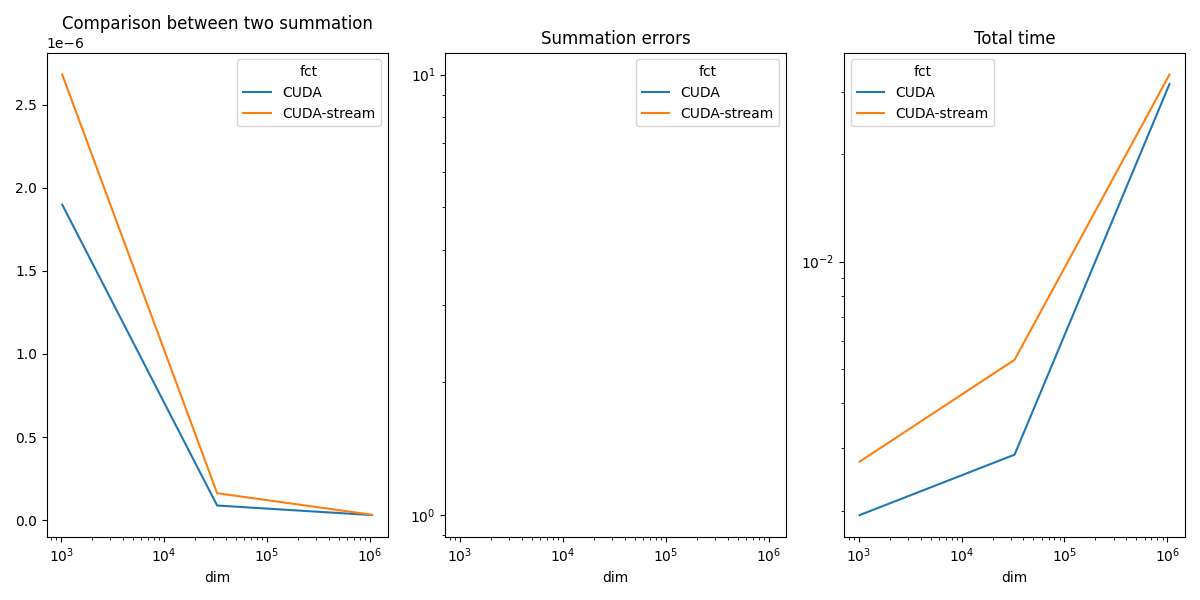 Comparison between two summation
1e−6
2.5
2.0
1.5
1.0
0.5
0.0
10³
10⁴
10⁵
10⁶
dim
fct
CUDA
CUDA-stream
Summation errors
10¹
10⁰
10³
10⁴
10⁵
10⁶
dim
fct
CUDA
CUDA-stream
Total time
10⁻²
10³
10⁴
10⁵
10⁶
dim
fct
CUDA
CUDA-stream